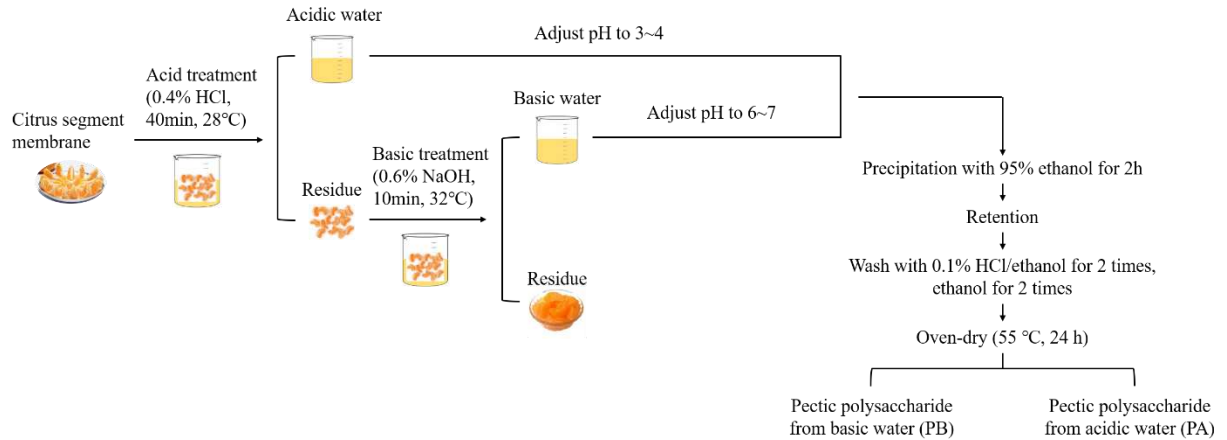 Acidic water
Adjust pH to 3~4
Acid treatment
(0.4% HCl,
40min, 28℃)
Citrus segment
membrane
Basic water
Adjust pH to 6~7
Basic treatment
(0.6% NaOH,
10min, 32℃)
Residue
Residue
Precipitation with 95% ethanol for 2h
Retention
Wash with 0.1% HCl/ethanol for 2 times,
ethanol for 2 times
Oven-dry (55 ℃, 24 h)
Pectic polysaccharide
from basic water (PB)
Pectic polysaccharide
from acidic water (PA)